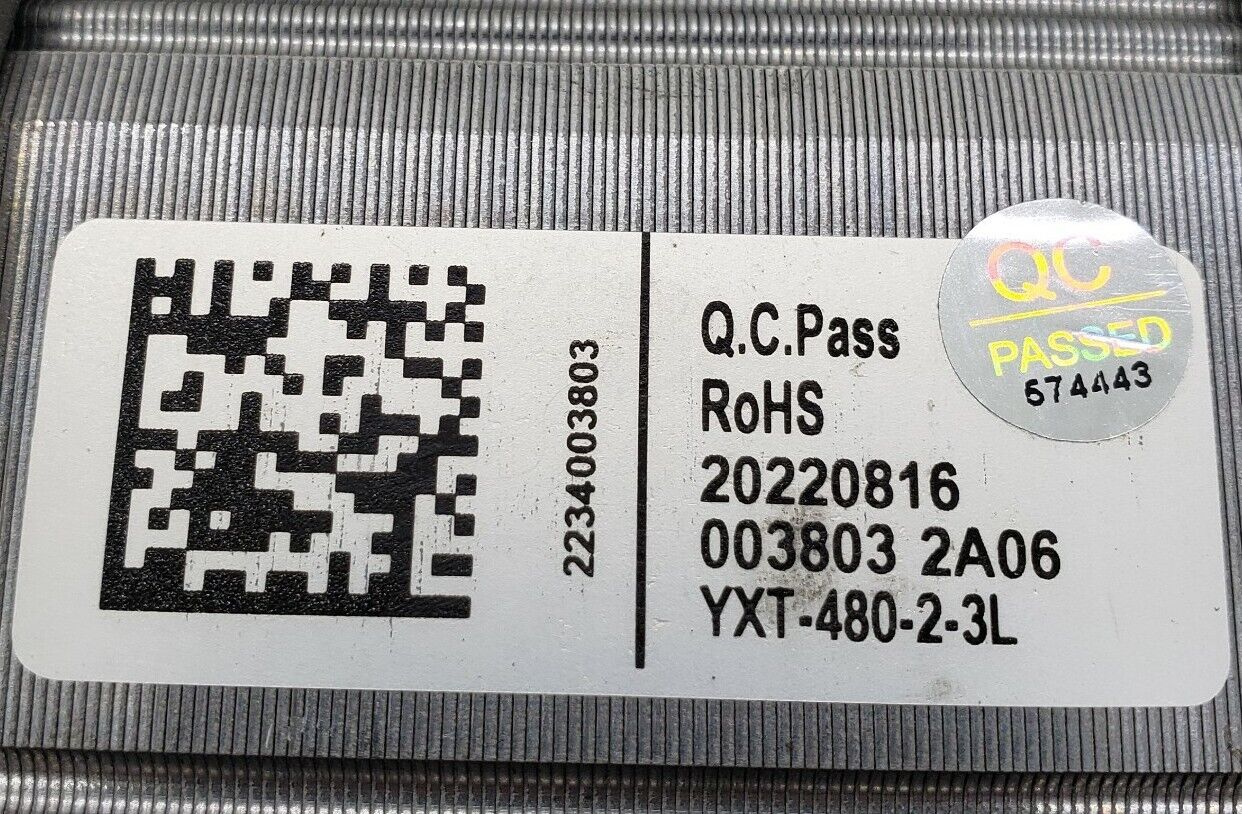 2234003803
Q.C.Pass
RoHS
20220816
003803 2A06
YXT-480-2-3L
QC
PASSED
574443